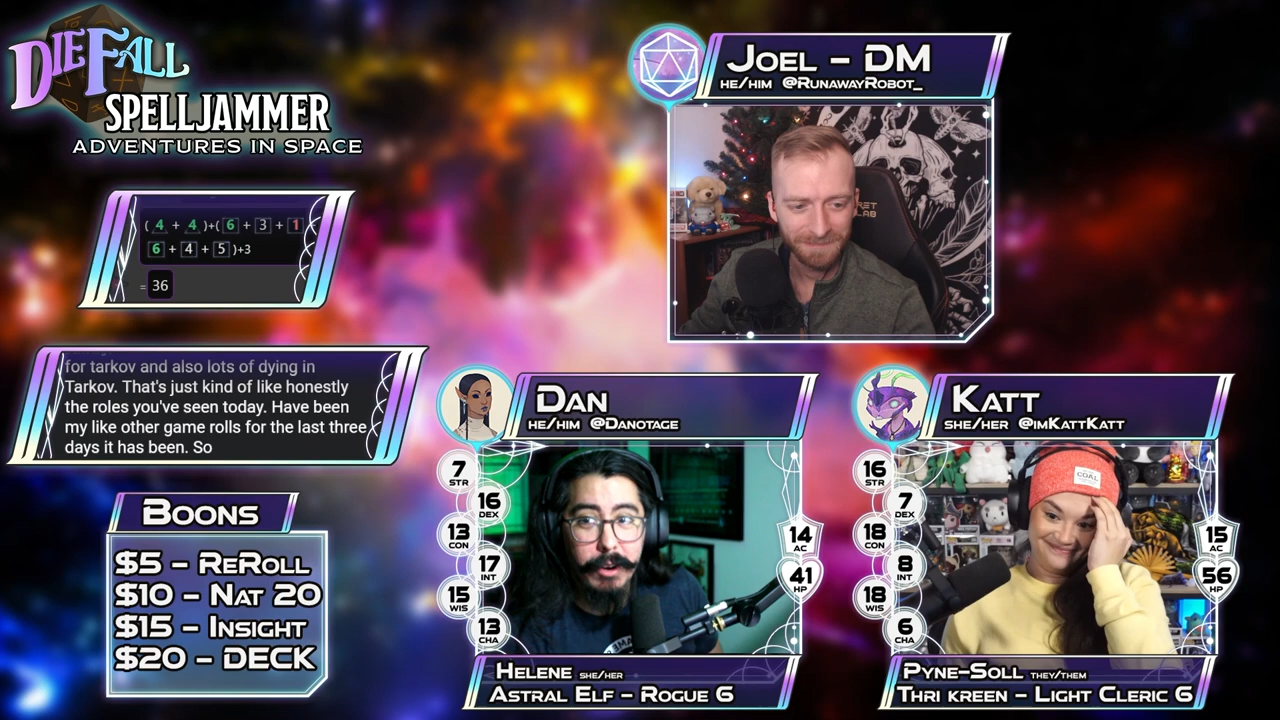 DIEFALL
SPELLJAMMER
ADVENTURES IN SPACE
JOEL – DM
HE/HIM @RUNAWAYROBOT_
( 4 + 4 )+( 6 + 3 + 1
6 + 4 + 5 )+3
= 36
for tarkov and also lots of dying in
Tarkov. That's just kind of like honestly
the roles you've seen today. Have been
my like other game rolls for the last three
days it has been. So
BOONS
$5 – REROLL
$10 – NAT 20
$15 – INSIGHT
$20 – DECK
DAN
HE/HIM @DANOTAGE
7 STR
16 DEX
13 CON
17 INT
15 WIS
13 CHA
14 AC
41 HP
HELENE SHE/HER
ASTRAL ELF – ROGUE 6
KATT
SHE/HER @IMKATTKATT
16 STR
7 DEX
18 CON
8 INT
18 WIS
6 CHA
COAL
15 AC
56 HP
PYNE-SOLL THEY/THEM
THRI KREEN – LIGHT CLERIC 6